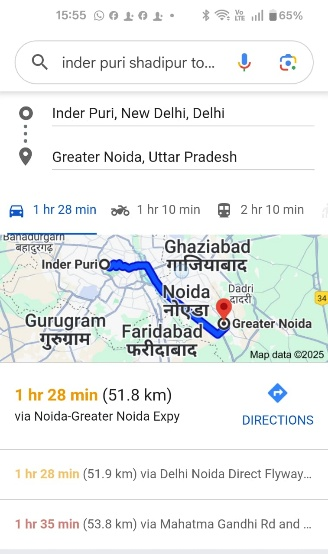 15:55
Vo
LTE
65%
inder puri shadipur to...
Inder Puri, New Delhi, Delhi
Greater Noida, Uttar Pradesh
1 hr 28 min
1 hr 10 min
2 hr 10 min
Bahadurgarh
बहादुरगढ़
Ghaziabad
गाज़ियाबाद
Inder Puri
Noida
नोएडा
Dadri
दादरी
34
Gurugram
गुरुग्राम
Faridabad
फरीदाबाद
Greater Noida
Map data ©2025
1 hr 28 min (51.8 km)
via Noida-Greater Noida Expy
DIRECTIONS
1 hr 28 min (51.9 km) via Delhi Noida Direct Flyway...
1 hr 35 min (53.8 km) via Mahatma Gandhi Rd and ...